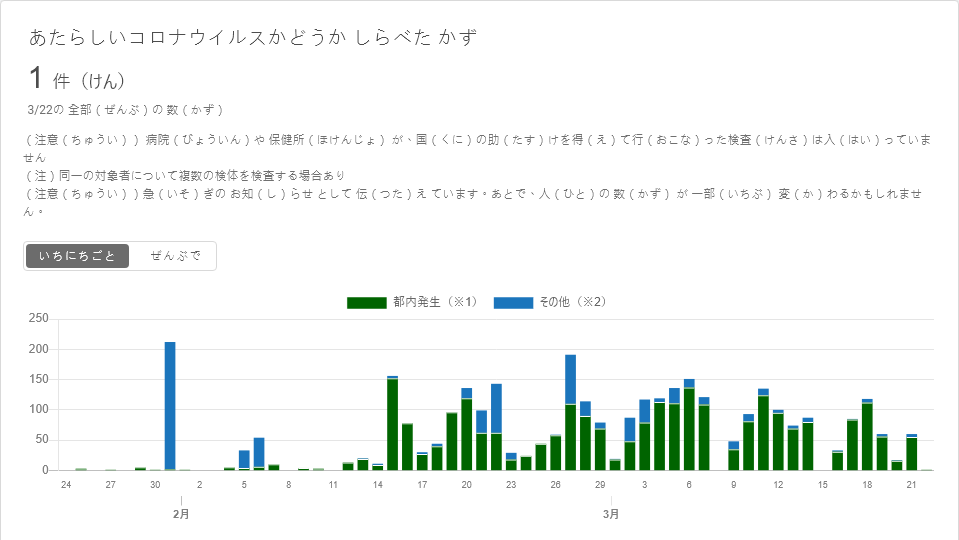 あたらしいコロナウイルスかどうか しらべた かず
1 件（けん）
3/22の 全部（ぜんぶ）の 数（かず）
（注意（ちゅうい）） 病院（びょういん）や 保健所（ほけんじょ） が、国（くに）の助（たす）けを得（え）て行（おこな）った検査（けんさ）は入（はい）っていま
せん
（注）同一の対象者について複数の検体を検査する場合あり
（注意（ちゅうい））急（いそ）ぎの お知（し）らせ として 伝（つた）え ています。あとで、人（ひと）の 数（かず） が 一部（いちぶ） 変（か）わるかもしれませ
ん。
いちにちごと ぜんぶで
都内発生（※1） その他（※2）
250
200
150
100
50
0
24 27 30 2 5 8 11 14 17 20 23 26 29 3 6 9 12 15 18 21
2月 3月